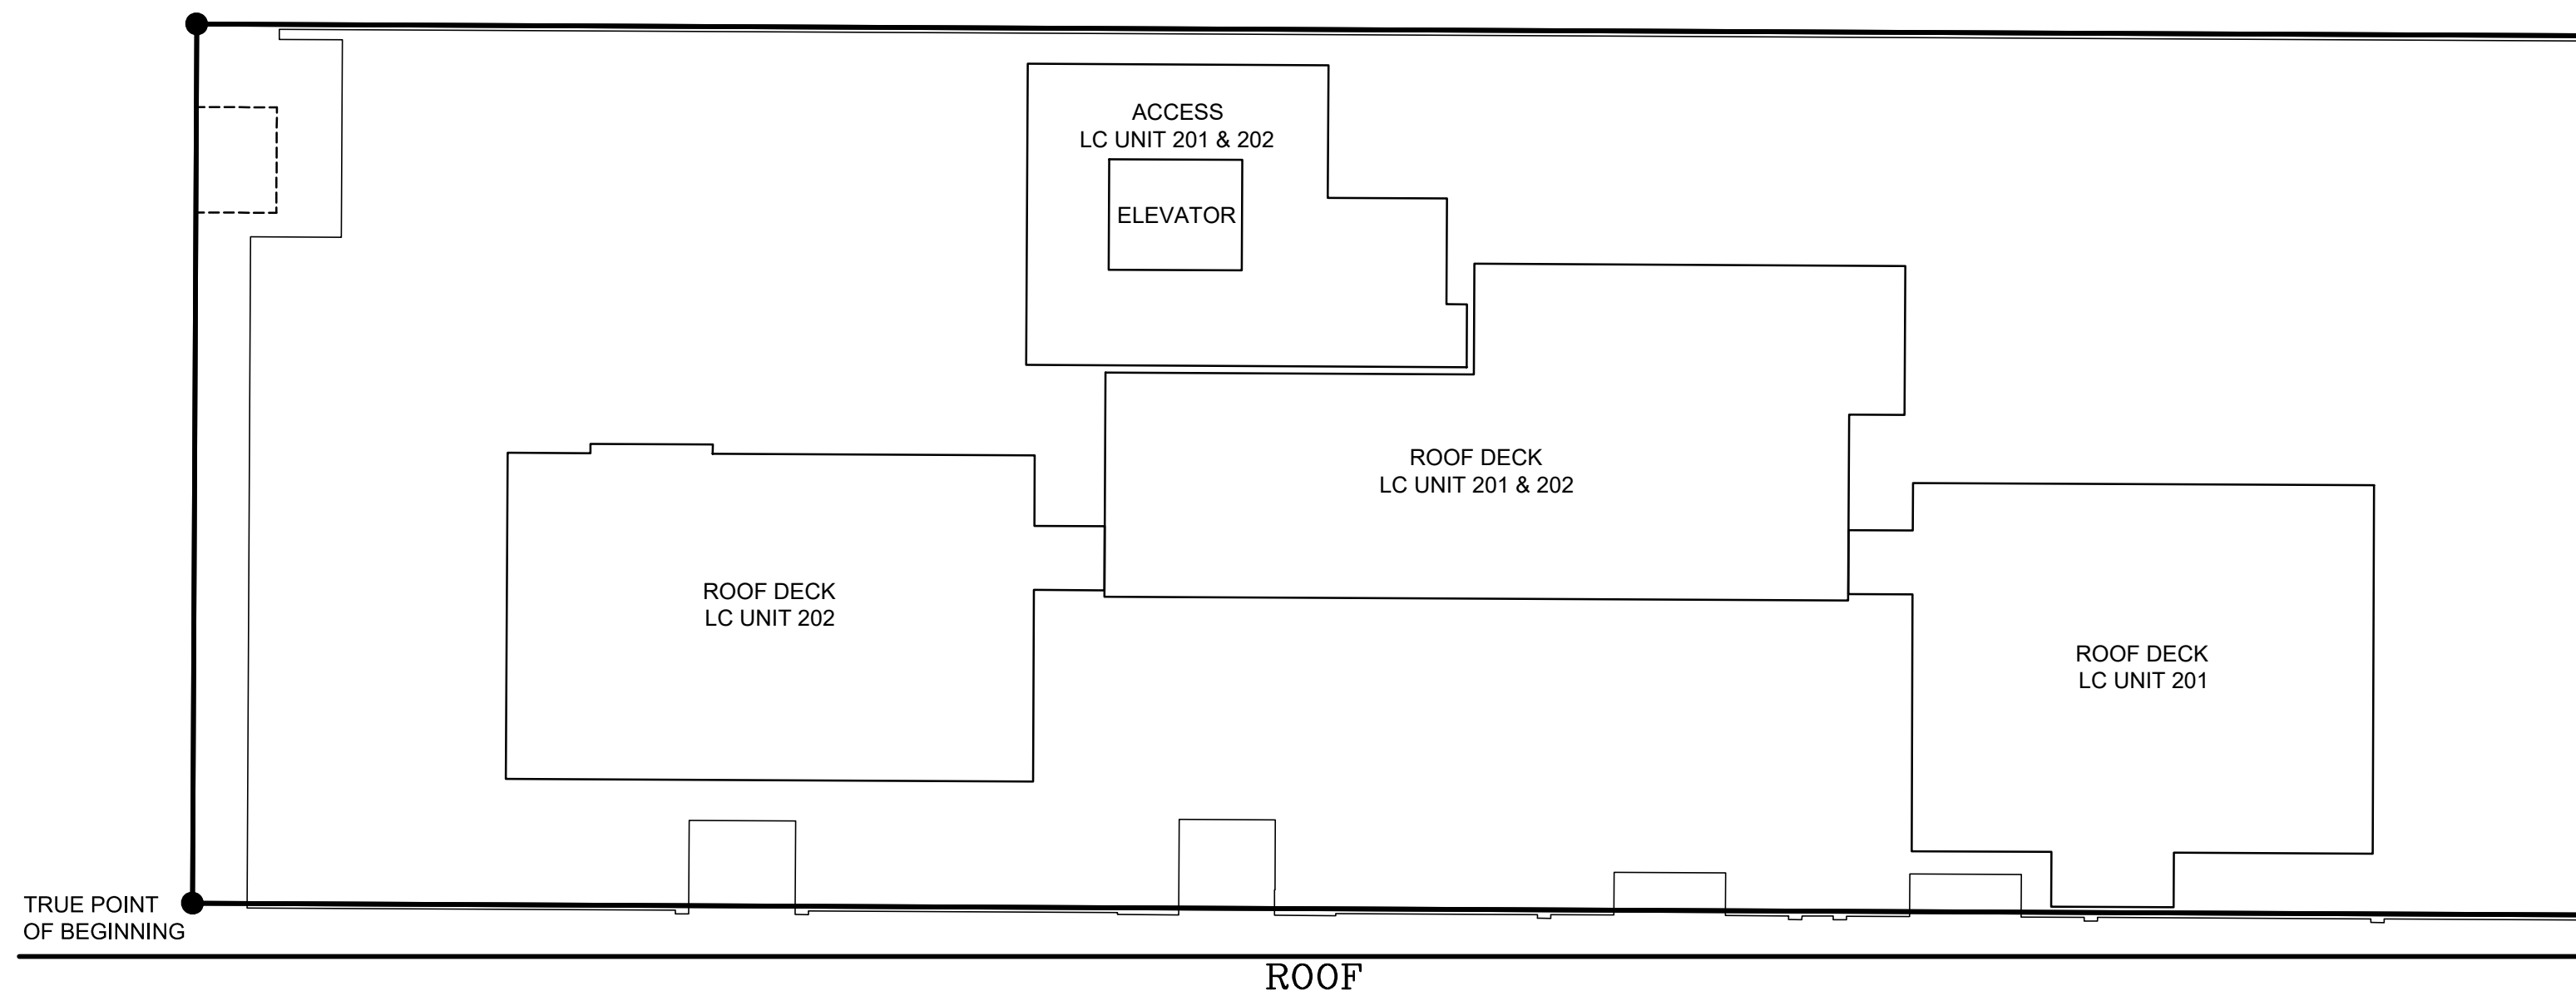 ACCESS
LC UNIT 201 & 202
ELEVATOR
ROOF DECK
LC UNIT 201 & 202
ROOF DECK
LC UNIT 202
ROOF DECK
LC UNIT 201
TRUE POINT
OF BEGINNING
ROOF